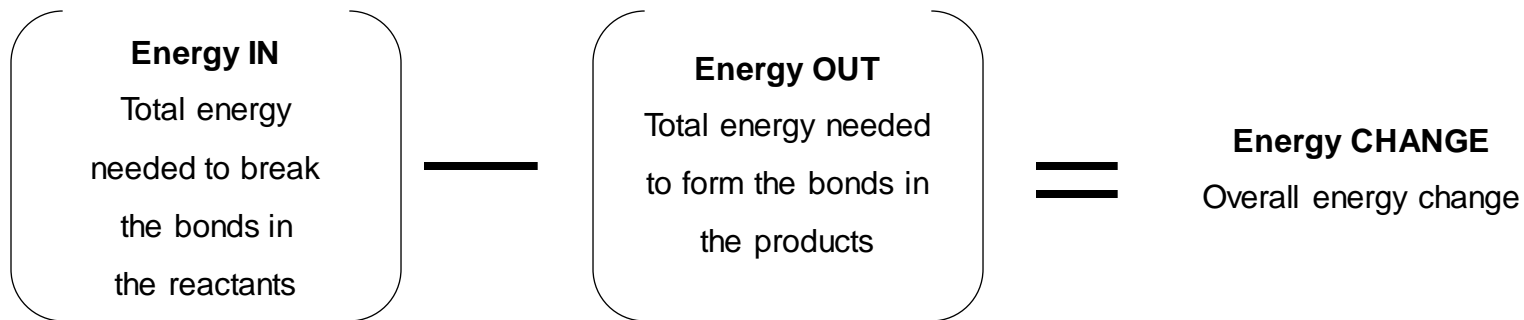 Energy IN
Total energy
needed to break
the bonds in
the reactants
Energy OUT
Total energy needed
to form the bonds in
the products
Energy CHANGE
Overall energy change